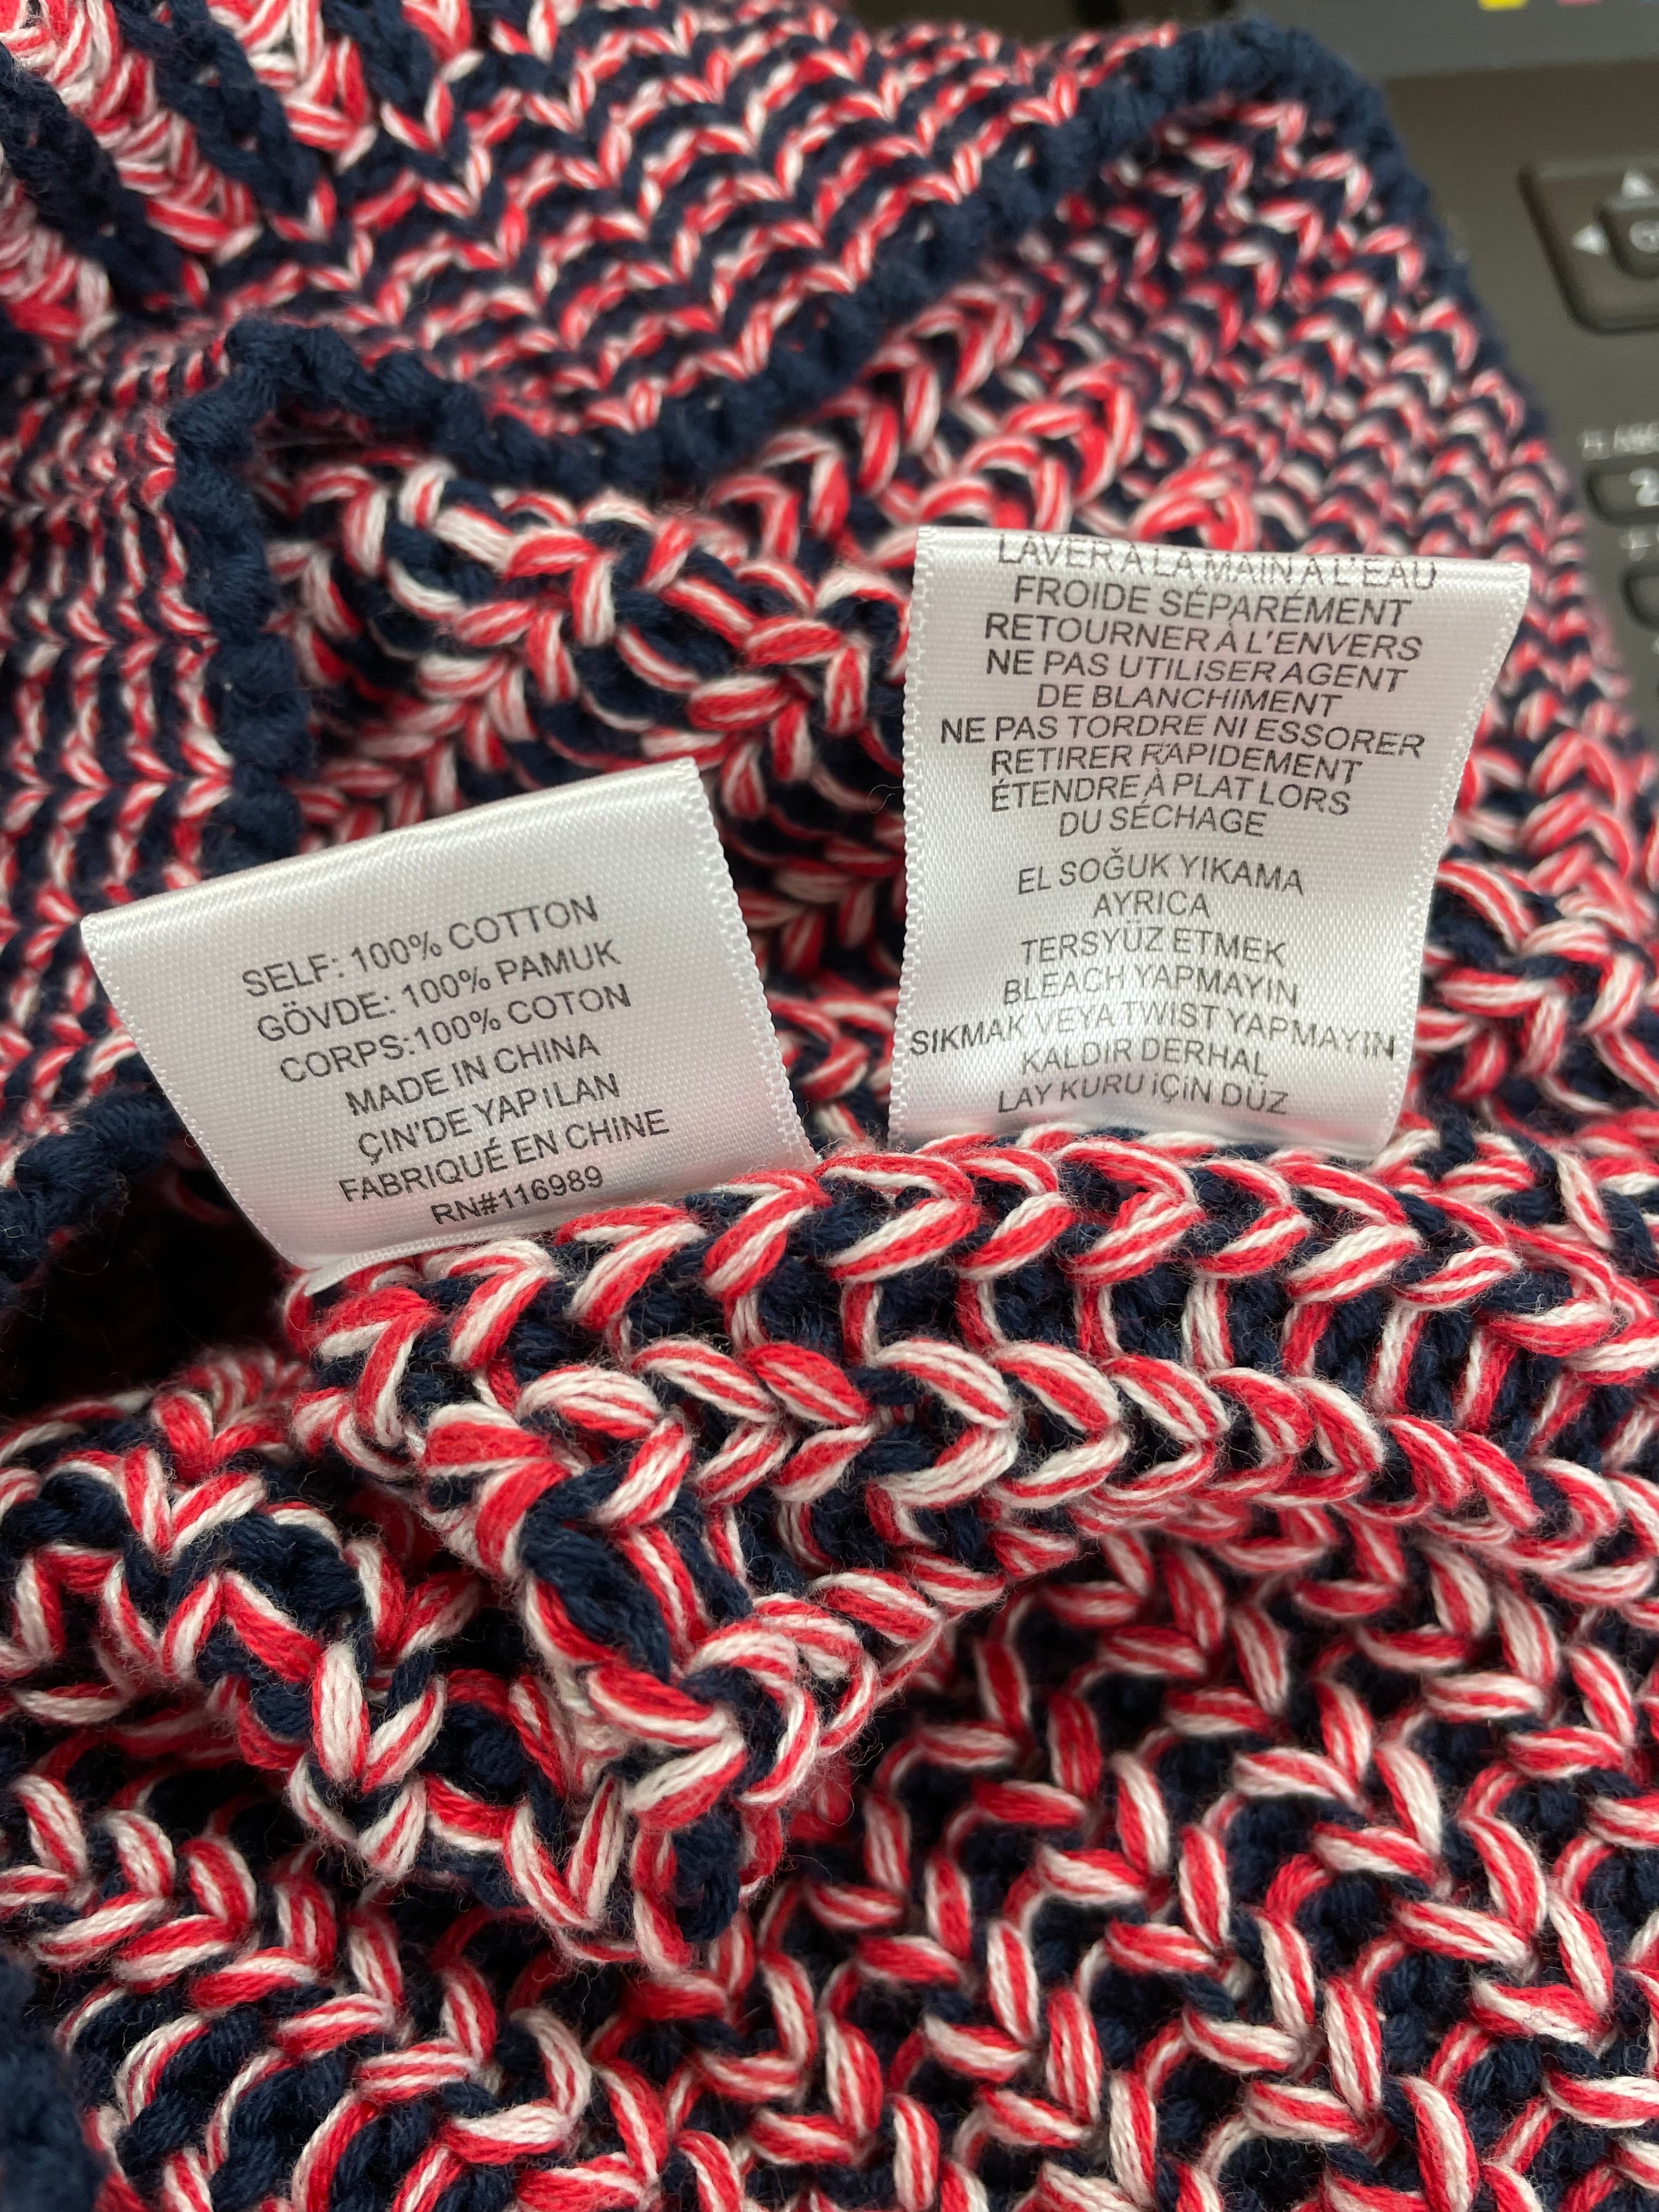 SELF: 100% COTTON
GÖVDE: 100% PAMUK
CORPS:100% COTON
MADE IN CHINA
ÇIN'DE YAPiLAN
FABRIQUÉ EN CHINE
RN#116989
LAVER À LA MAIN À L'EAU
FROIDE SÉPARÉMENT
RETOURNER À L'ENVERS
NE PAS UTILISER AGENT
DE BLANCHIMENT
NE PAS TORDRE NI ESSORER
RETIRER RAPIDEMENT
ÉTENDRE À PLAT LORS
DU SÉCHAGE
EL SOĞUK YIKAMA
AYRICA
TERSYÜZ ETMEK
BLEACH YAPMAYIN
SIKMAK VEYA TWIST YAPMAYIN
KALDIR DERHAL
LAY KURU iÇiN DÜZ
2